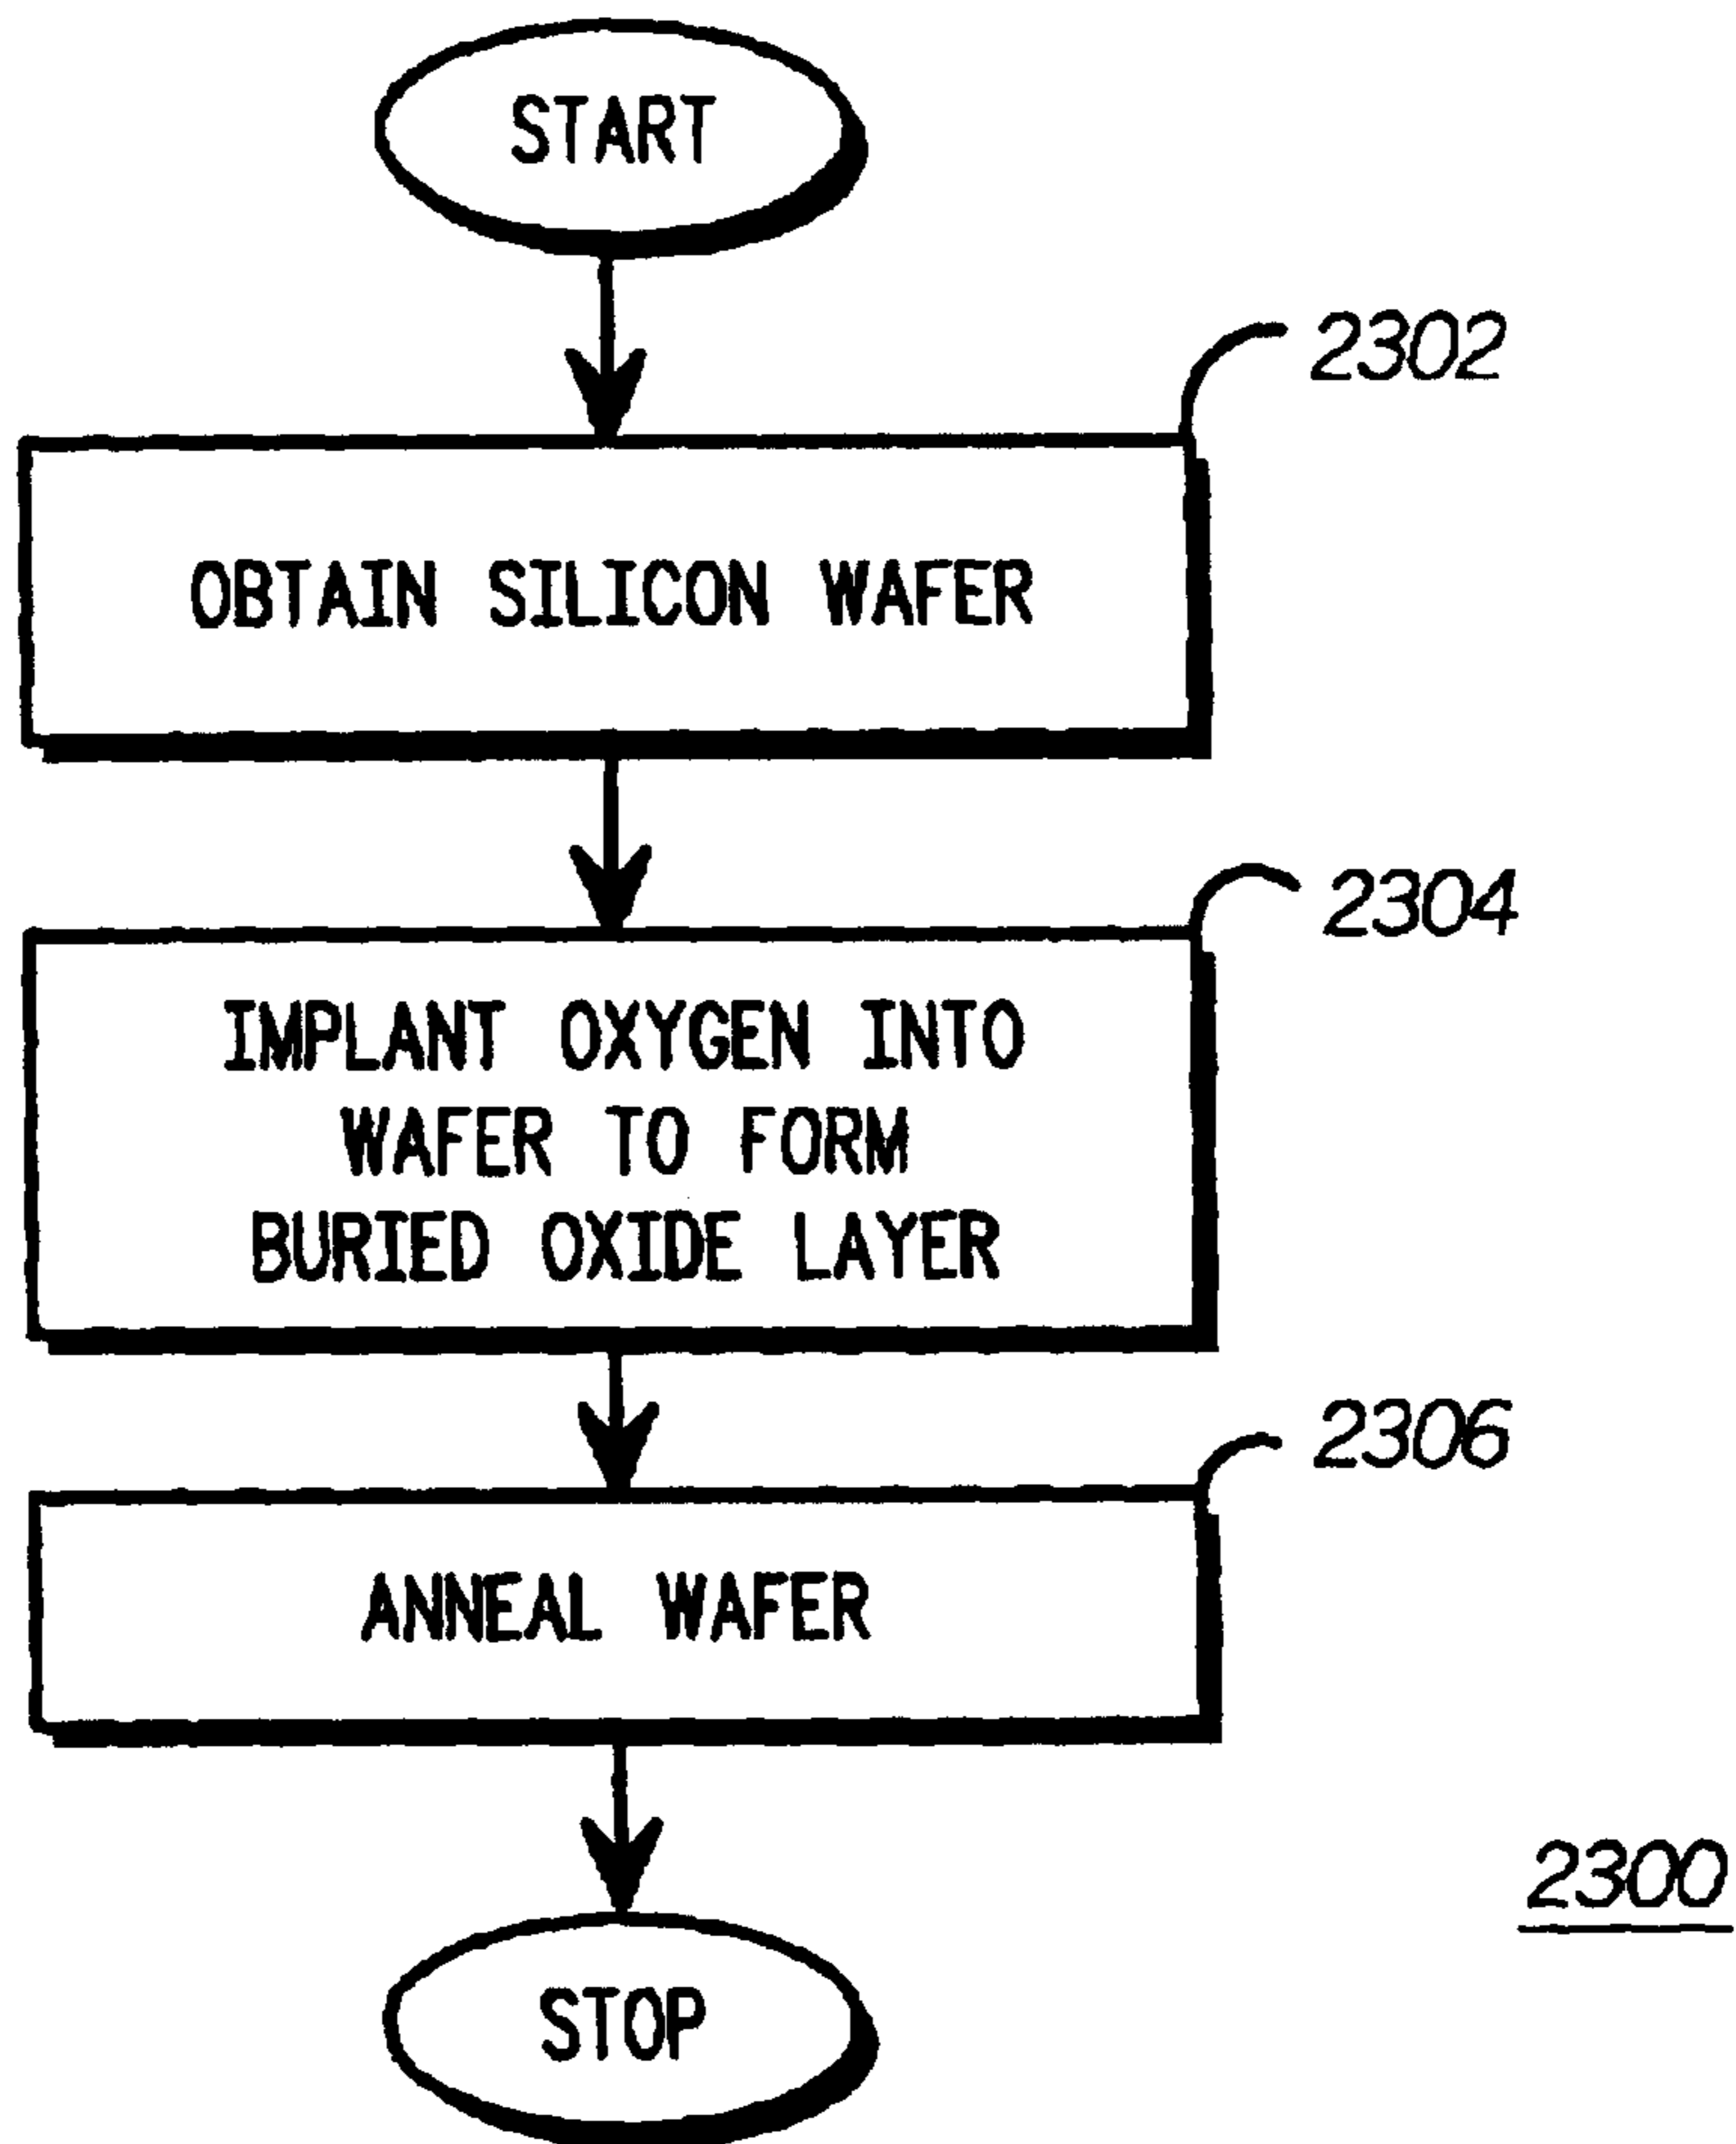 START
2302
OBTAIN SILICON WAFER
2304
IMPLANT OXYGEN INTO
WAFER TO FORM
BURIED OXIDE LAYER
2306
ANNEAL WAFER
2300
STOP